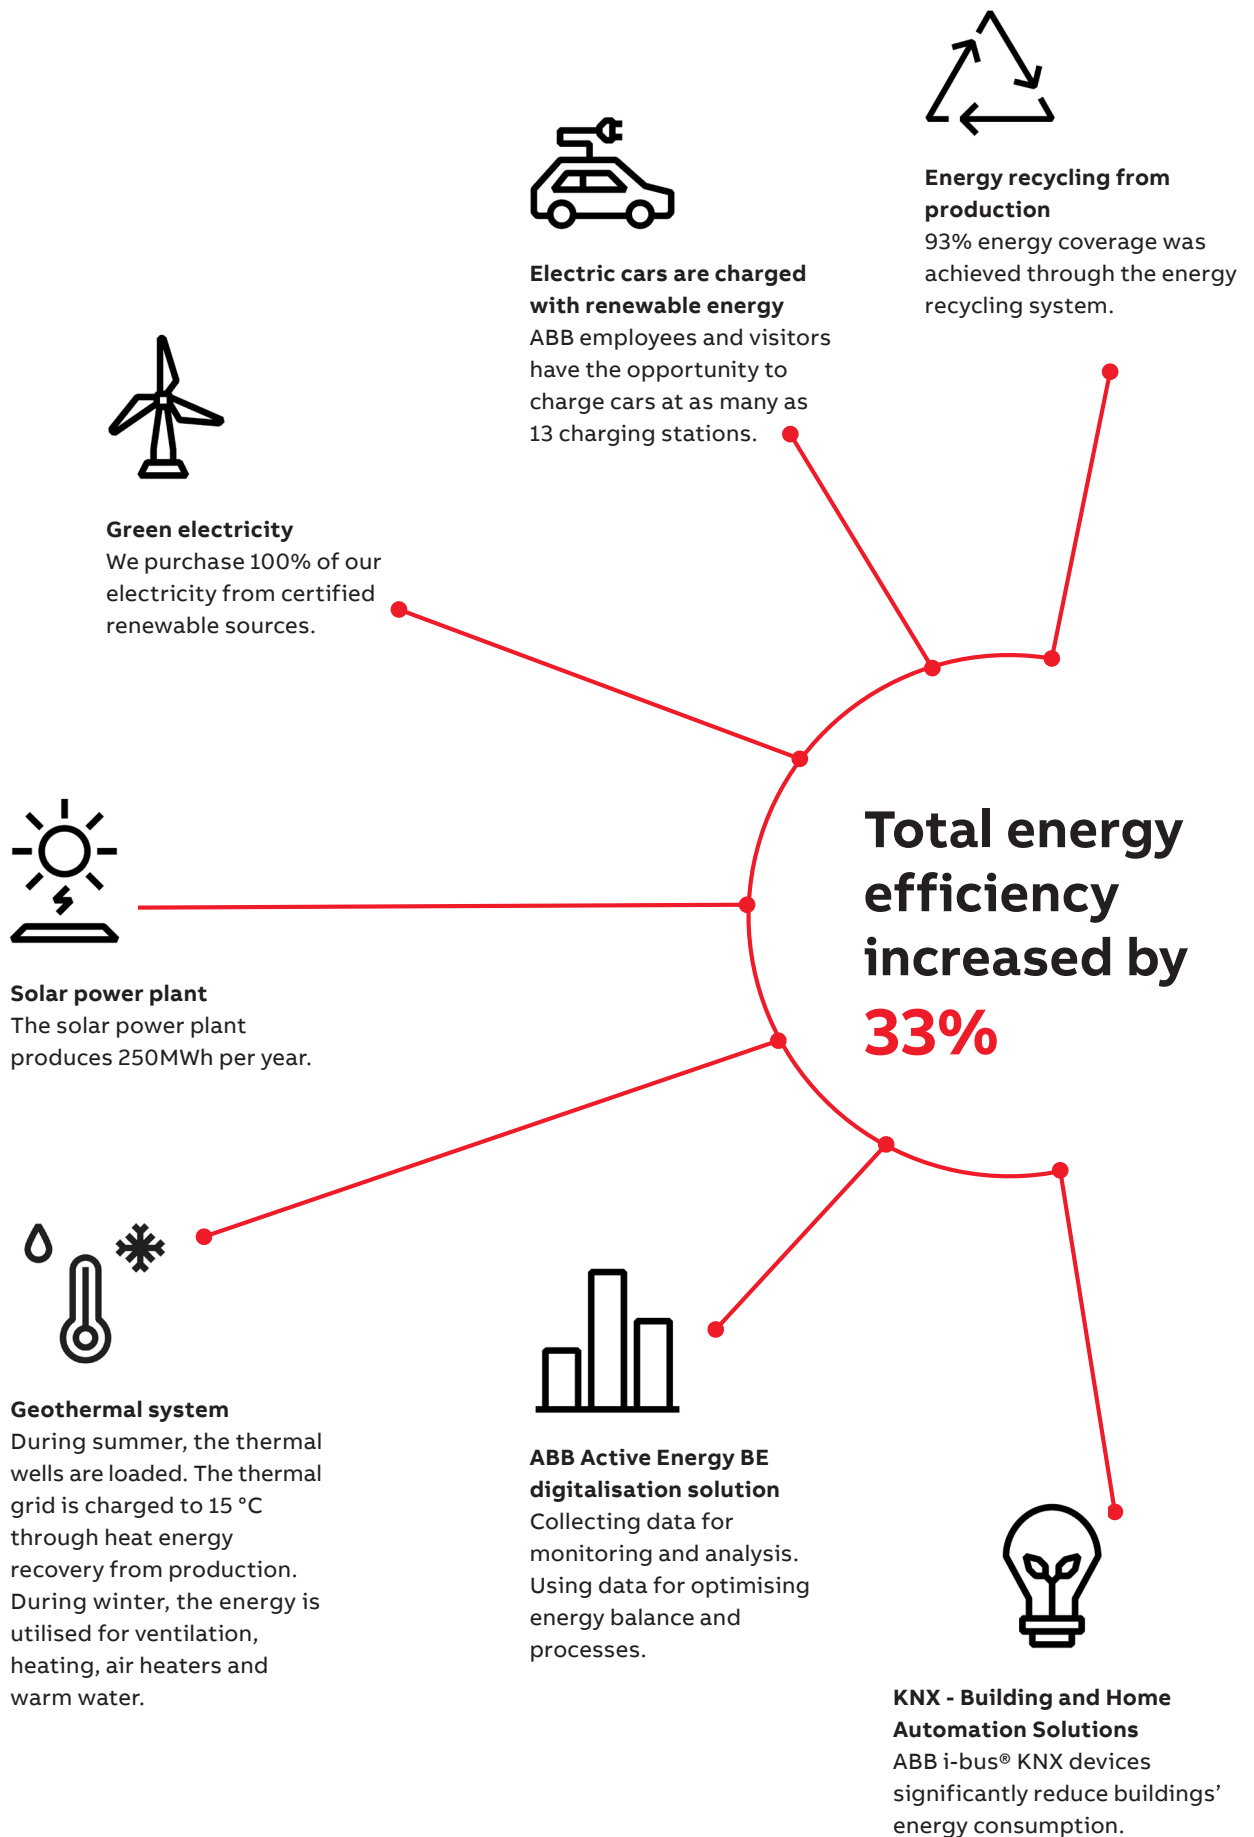 Energy recycling from
production
93% energy coverage was
achieved through the energy
recycling system.
Electric cars are charged
with renewable energy
ABB employees and visitors
have the opportunity to
charge cars at as many as
13 charging stations.
Green electricity
We purchase 100% of our
electricity from certified
renewable sources.
Total energy
efficiency
increased by
33%
Solar power plant
The solar power plant
produces 250MWh per year.
Geothermal system
During summer, the thermal
wells are loaded. The thermal
grid is charged to 15 °C
through heat energy
recovery from production.
During winter, the energy is
utilised for ventilation,
heating, air heaters and
warm water.
ABB Active Energy BE
digitalisation solution
Collecting data for
monitoring and analysis.
Using data for optimising
energy balance and
processes.
KNX - Building and Home
Automation Solutions
ABB i-bus® KNX devices
significantly reduce buildings’
energy consumption.